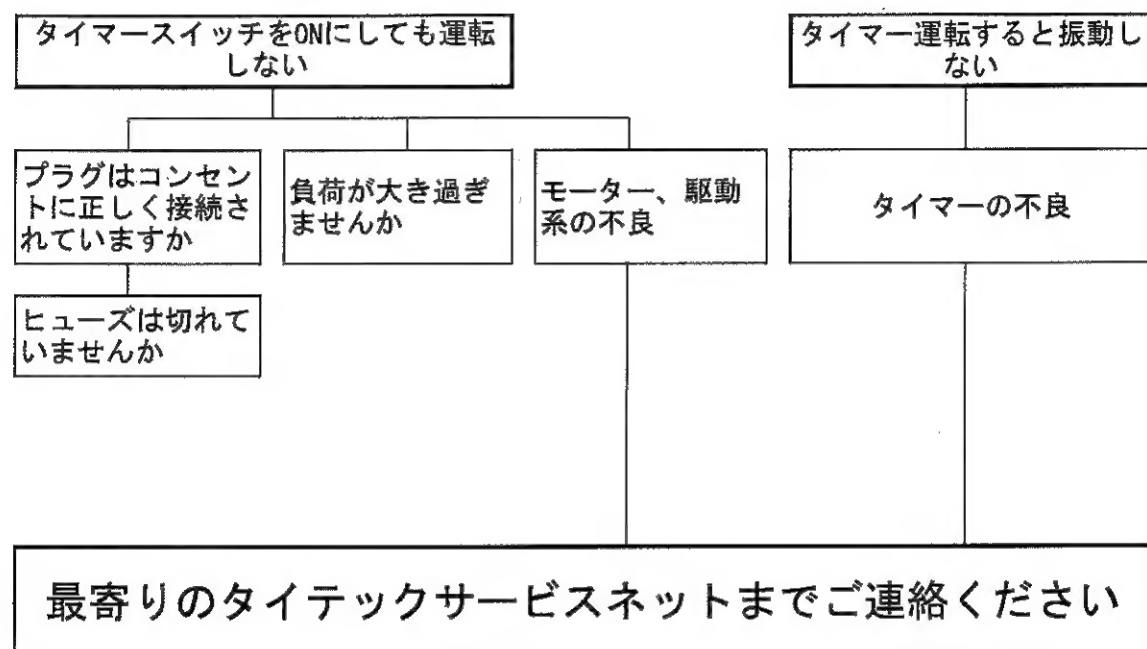 タイマースイッチをONにしても運転
しない
タイマー運転すると振動し
ない
プラグはコンセン
トに正しく接続さ
れていますか
負荷が大き過ぎ
ませんか
モーター、駆動
系の不良
タイマーの不良
ヒューズは切れて
いませんか
最寄りのタイテックサービスネットまでご連絡ください